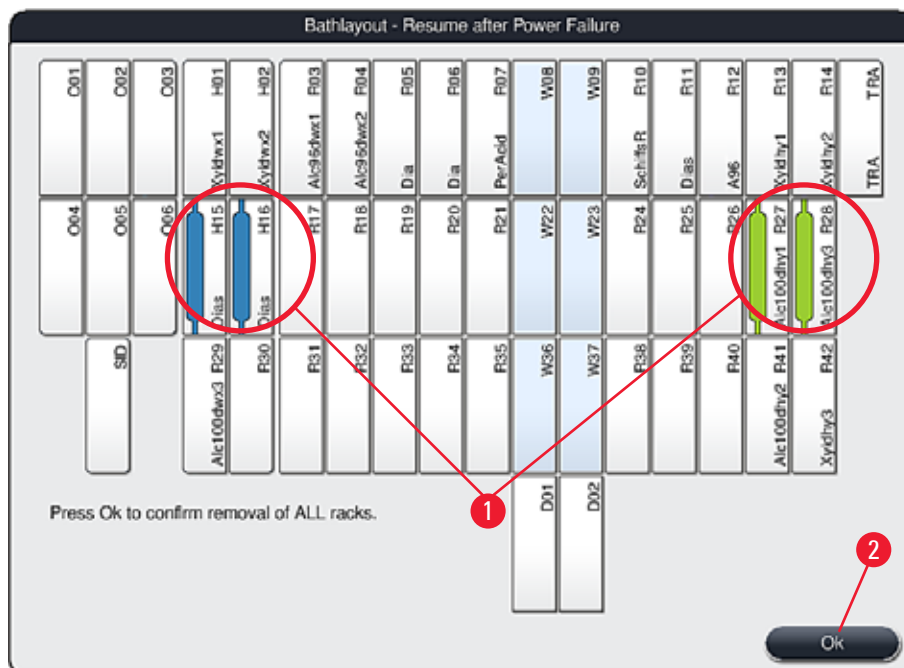 Bathlayout - Resume after Power Failure
O01
O02
O03
Xyldwx1 H01
Xyldwx2 H02
Alc96dwx1 R03
Alc96dwx2 R04
Dia R05
Dia R06
PerAcid R07
W08
W09
SchiffsR R10
Dias R11
A96 R12
Xyldhy1 R13
Xyldhy2 R14
TRA TRA
O04
O05
O06
Dias H15
Dias H16
R17
R18
R19
R20
R21
W22
W23
R24
R25
R26
Alc100dhy1 R27
Alc100dhy3 R28
SID
Alc100dwx3 R29
R30
R31
R32
R33
R34
R35
W36
W37
R38
R39
R40
Alc100dhy2 R41
Xyldhy3 R42
D01
D02
Press Ok to confirm removal of ALL racks.
1
2
Ok